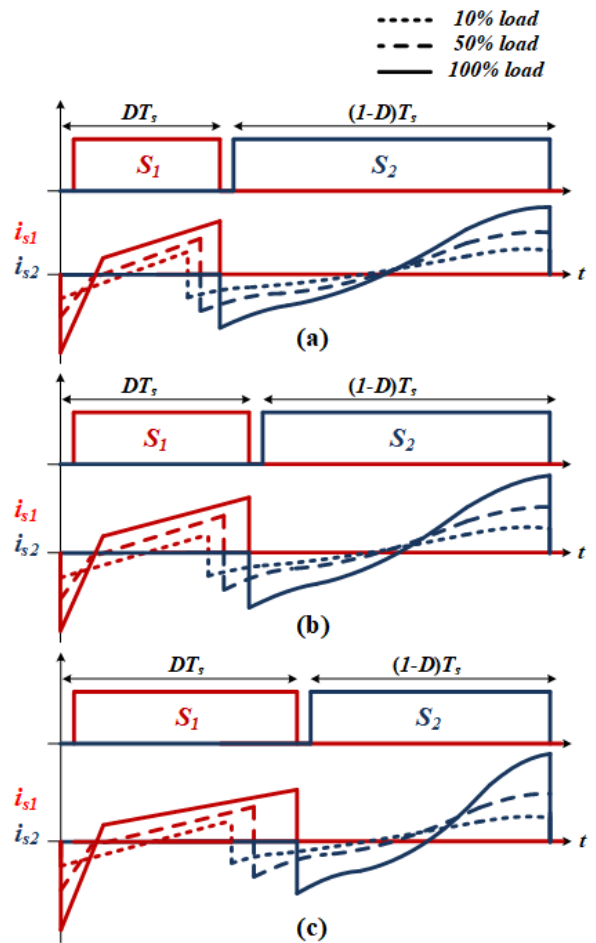 10% load
50% load
100% load
DTs (1-D)Ts
S1 S2
is1
is2
t
(a)
DTs (1-D)Ts
S1 S2
is1
is2
t
(b)
DTs (1-D)Ts
S1 S2
is1
is2
t
(c)